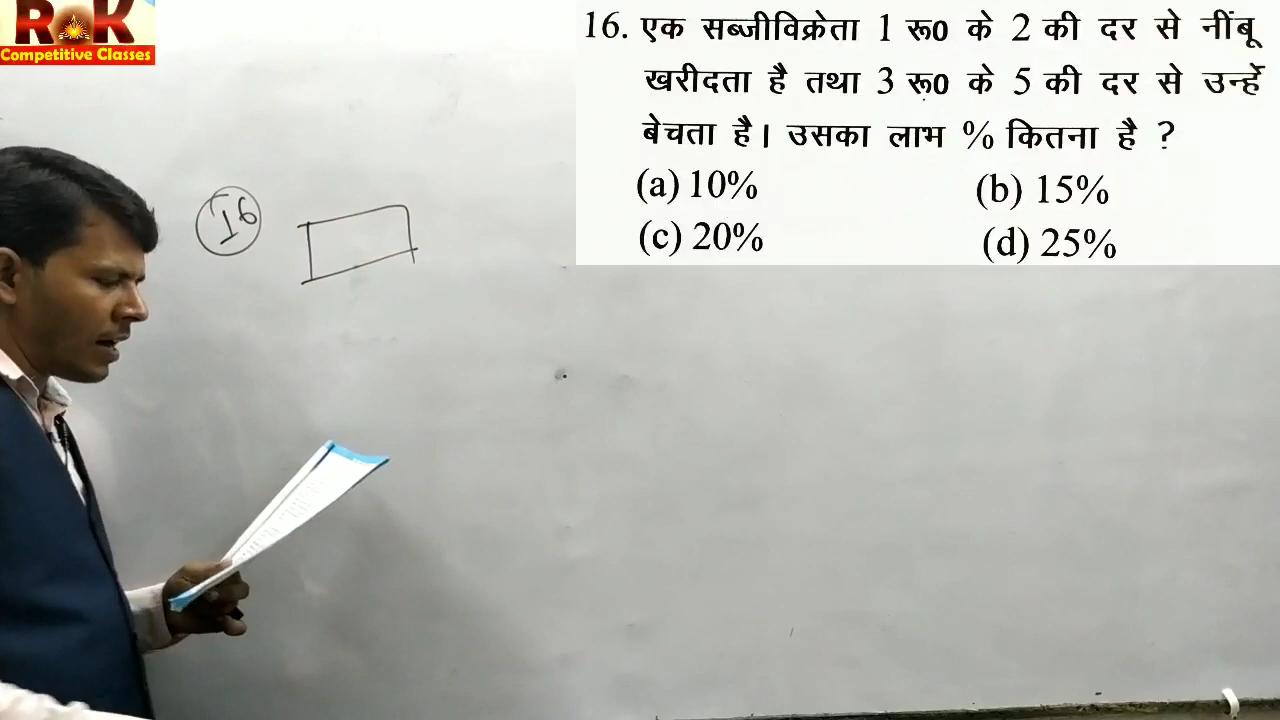 RK
Competitive Classes
16. एक सब्जीविक्रेता 1 रू0 के 2 की दर से नींबू
खरीदता है तथा 3 रू0 के 5 की दर से उन्हें
बेचता है। उसका लाभ % कितना है ?
(a) 10% (b) 15%
(c) 20% (d) 25%
16